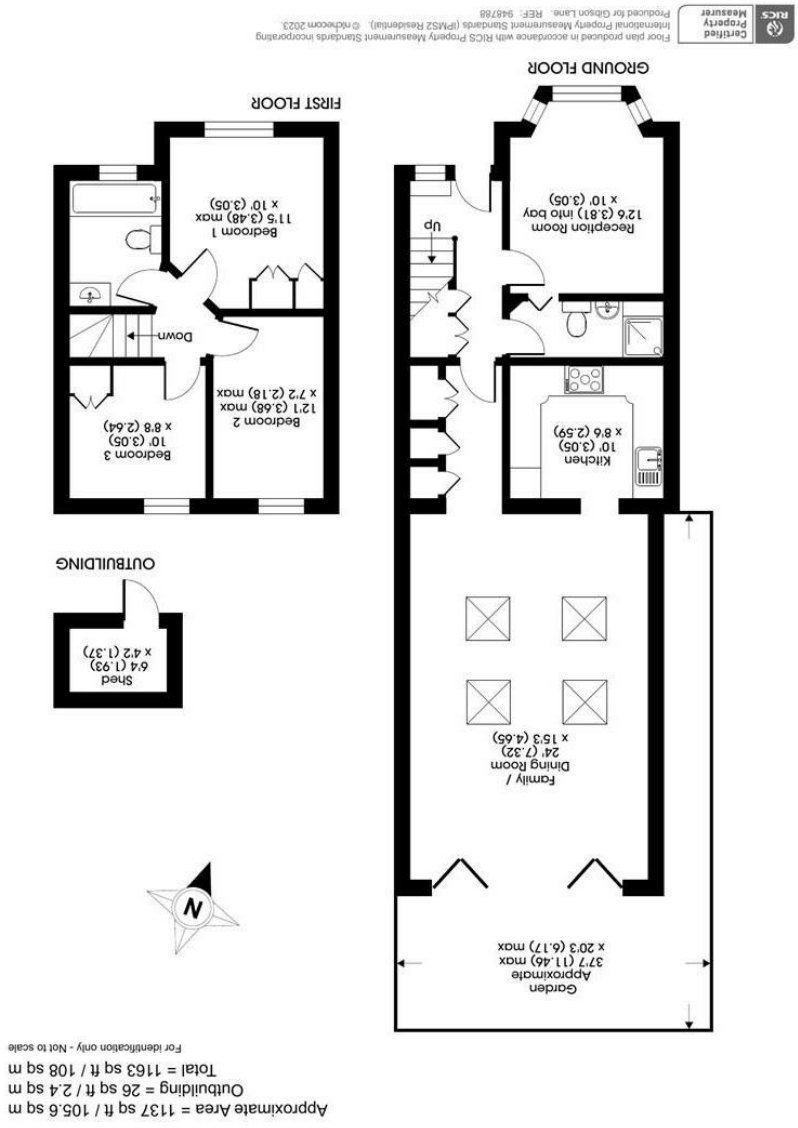 Approximate Area = 1137 sq ft / 105.6 sq m
Outbuilding = 26 sq ft / 2.4 sq m
Total = 1163 sq ft / 108 sq m
For identification only - Not to scale
Garden
Approximate
37'7 (11.46) max
x 20'3 (6.17) max
N
Family /
Dining Room
24' (7.32)
x 15'3 (4.65)
Shed
6'4 (1.93)
x 4'2 (1.37)
OUTBUILDING
Kitchen
10' (3.05)
x 8'6 (2.59)
Bedroom 3
10' (3.05)
x 8'8 (2.64)
Bedroom 2
12'1 (3.68) max
x 7'2 (2.18) max
Down
Up
Reception Room
12'6 (3.81) into bay
x 10' (3.05)
Bedroom 1
11'5 (3.48) max
x 10' (3.05)
GROUND FLOOR
FIRST FLOOR
RICS
Certified
Property
Measurer
Floor plan produced in accordance with RICS Property Measurement Standards incorporating
International Property Measurement Standards (IPMS2 Residential). © nichecom 2023.
Produced for Gibson Lane. REF: 948788